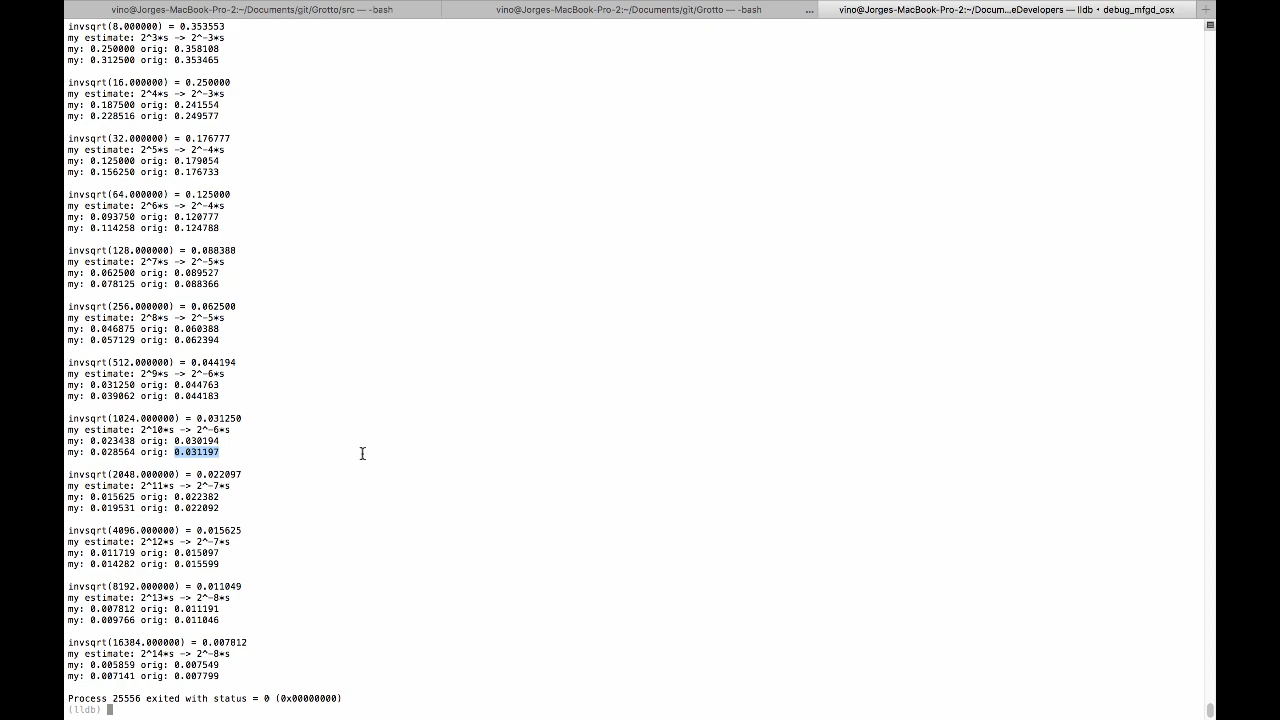 vino@Jorges-MacBook-Pro-2:~/Documents/git/Grotto/src — -bash
vino@Jorges-MacBook-Pro-2:~/Documents/git/Grotto — -bash
...
vino@Jorges-MacBook-Pro-2:~/Docum...eDevelopers — lldb • debug_mfgd_osx
+
invsqrt(8.000000) = 0.353553
my estimate: 2^3*s -> 2^-3*s
my: 0.250000 orig: 0.358108
my: 0.312500 orig: 0.353465
invsqrt(16.000000) = 0.250000
my estimate: 2^4*s -> 2^-3*s
my: 0.187500 orig: 0.241554
my: 0.228516 orig: 0.249577
invsqrt(32.000000) = 0.176777
my estimate: 2^5*s -> 2^-4*s
my: 0.125000 orig: 0.179054
my: 0.156250 orig: 0.176733
invsqrt(64.000000) = 0.125000
my estimate: 2^6*s -> 2^-4*s
my: 0.093750 orig: 0.120777
my: 0.114258 orig: 0.124788
invsqrt(128.000000) = 0.088388
my estimate: 2^7*s -> 2^-5*s
my: 0.062500 orig: 0.089527
my: 0.078125 orig: 0.088366
invsqrt(256.000000) = 0.062500
my estimate: 2^8*s -> 2^-5*s
my: 0.046875 orig: 0.060388
my: 0.057129 orig: 0.062394
invsqrt(512.000000) = 0.044194
my estimate: 2^9*s -> 2^-6*s
my: 0.031250 orig: 0.044763
my: 0.039062 orig: 0.044183
invsqrt(1024.000000) = 0.031250
my estimate: 2^10*s -> 2^-6*s
my: 0.023438 orig: 0.030194
my: 0.028564 orig: 0.031197
invsqrt(2048.000000) = 0.022097
my estimate: 2^11*s -> 2^-7*s
my: 0.015625 orig: 0.022382
my: 0.019531 orig: 0.022092
invsqrt(4096.000000) = 0.015625
my estimate: 2^12*s -> 2^-7*s
my: 0.011719 orig: 0.015097
my: 0.014282 orig: 0.015599
invsqrt(8192.000000) = 0.011049
my estimate: 2^13*s -> 2^-8*s
my: 0.007812 orig: 0.011191
my: 0.009766 orig: 0.011046
invsqrt(16384.000000) = 0.007812
my estimate: 2^14*s -> 2^-8*s
my: 0.005859 orig: 0.007549
my: 0.007141 orig: 0.007799
Process 25556 exited with status = 0 (0x00000000)
(lldb)